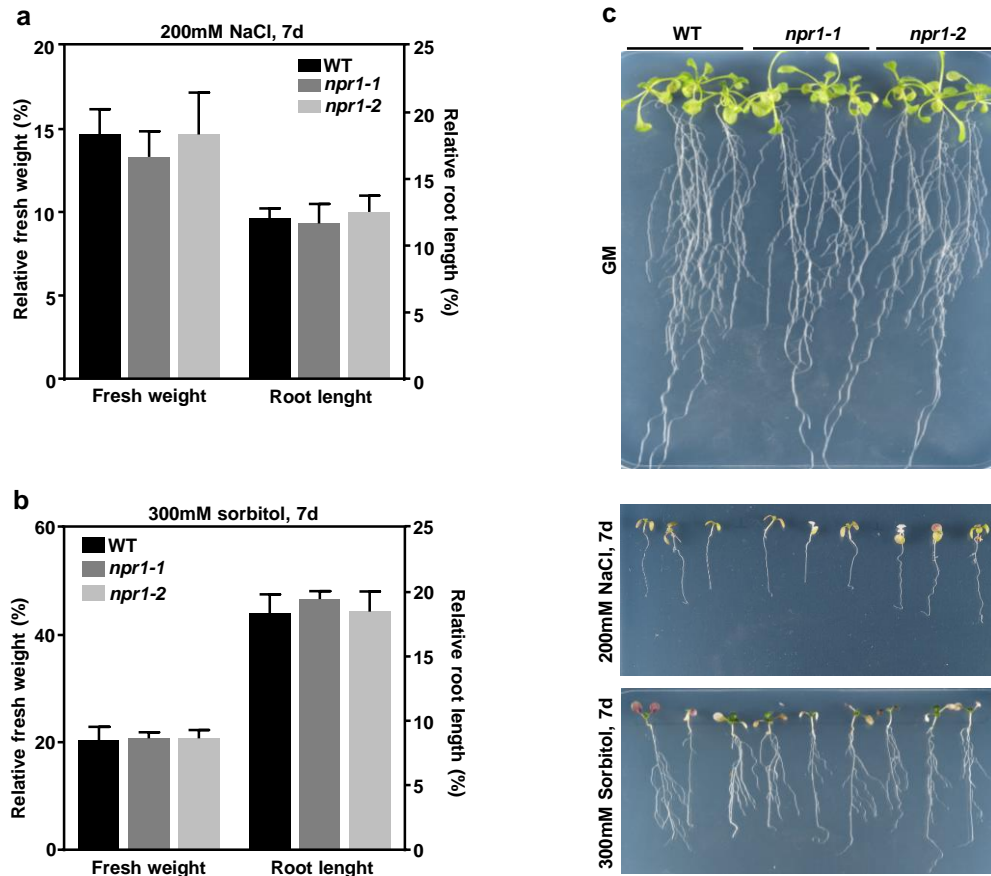 a
200mM NaCl, 7d
Relative fresh weight (%)
20
15
10
5
0
WT
npr1-1
npr1-2
25
20
15
10
5
0
Relative root length (%)
Fresh weight
Root lenght
b
300mM sorbitol, 7d
Relative fresh weight (%)
60
40
20
0
WT
npr1-1
npr1-2
25
20
15
10
5
0
Relative root length (%)
Fresh weight
Root lenght
c
WT
npr1-1
npr1-2
GM
200mM NaCl, 7d
300mM Sorbitol, 7d